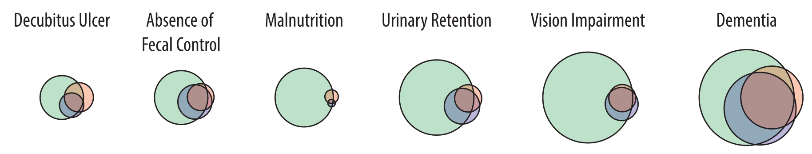 Decubitus Ulcer
Absence of
Fecal Control
Malnutrition
Urinary Retention
Vision Impairment
Dementia